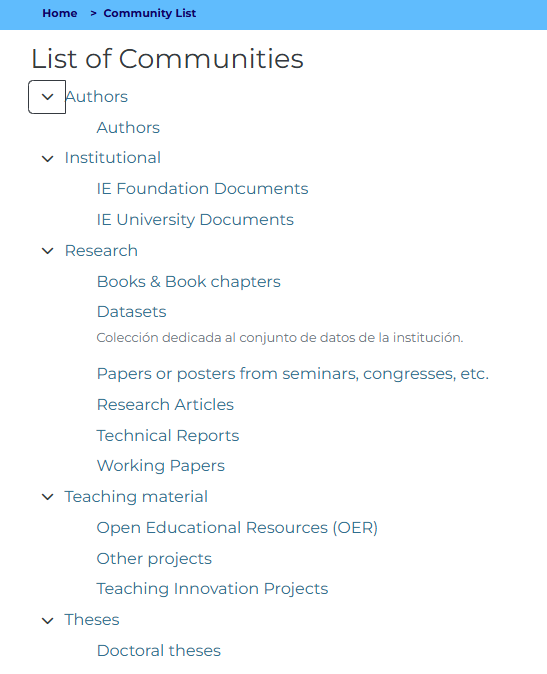 Home > Community List
List of Communities
Authors
Authors
Institutional
IE Foundation Documents
IE University Documents
Research
Books & Book chapters
Datasets
Colección dedicada al conjunto de datos de la institución.
Papers or posters from seminars, congresses, etc.
Research Articles
Technical Reports
Working Papers
Teaching material
Open Educational Resources (OER)
Other projects
Teaching Innovation Projects
Theses
Doctoral theses